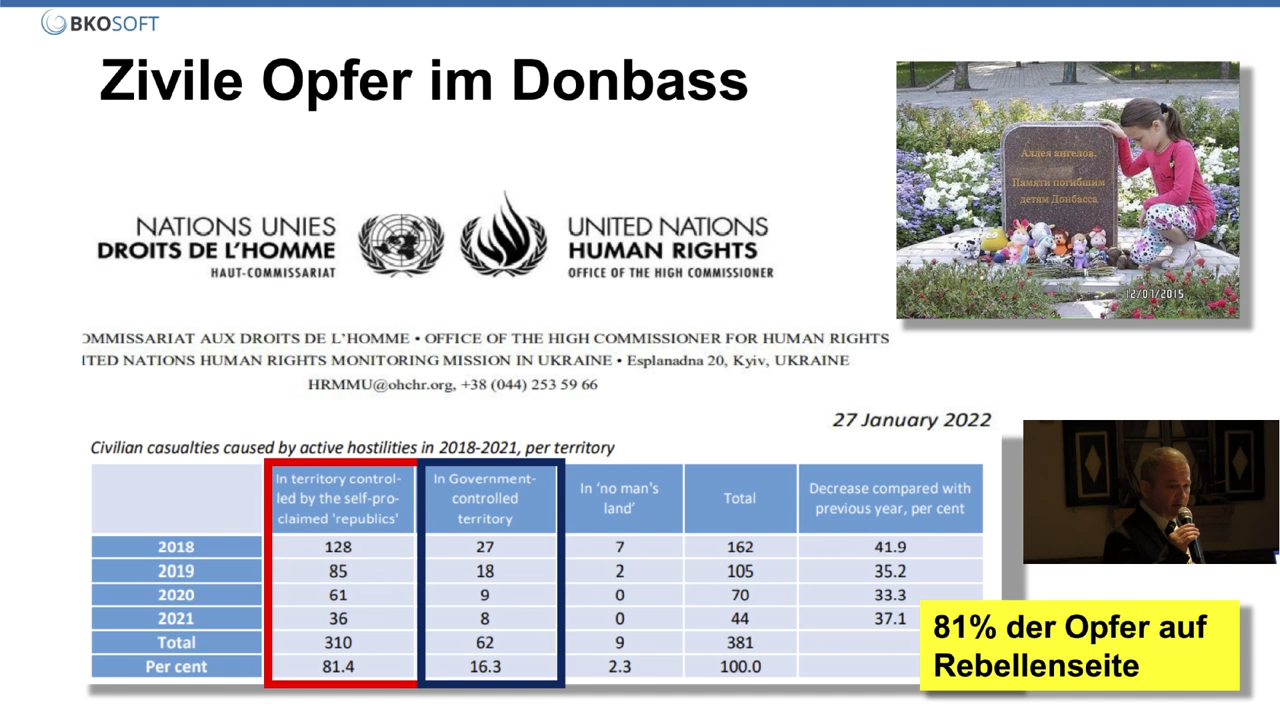 BKOSOFT
Zivile Opfer im Donbass
Аллея ангелов.
Памяти погибшим
детям Донбасса
12/07/2015
NATIONS UNIES
DROITS DE L’HOMME
HAUT-COMMISSARIAT
UNITED NATIONS
HUMAN RIGHTS
OFFICE OF THE HIGH COMMISSIONER
OMMISSARIAT AUX DROITS DE L’HOMME • OFFICE OF THE HIGH COMMISSIONER FOR HUMAN RIGHTS
ITED NATIONS HUMAN RIGHTS MONITORING MISSION IN UKRAINE • Esplanadna 20, Kyiv, UKRAINE
HRMMU@ohchr.org, +38 (044) 253 59 66
27 January 2022
Civilian casualties caused by active hostilities in 2018-2021, per territory
In territory control-
led by the self-pro-
claimed 'republics'
In Government-
controlled
territory
In ‘no man's
land’
Total
Decrease compared with
previous year, per cent
2018 128 27 7 162 41.9
2019 85 18 2 105 35.2
2020 61 9 0 70 33.3
2021 36 8 0 44 37.1
Total 310 62 9 381
Per cent 81.4 16.3 2.3 100.0
81% der Opfer auf
Rebellenseite